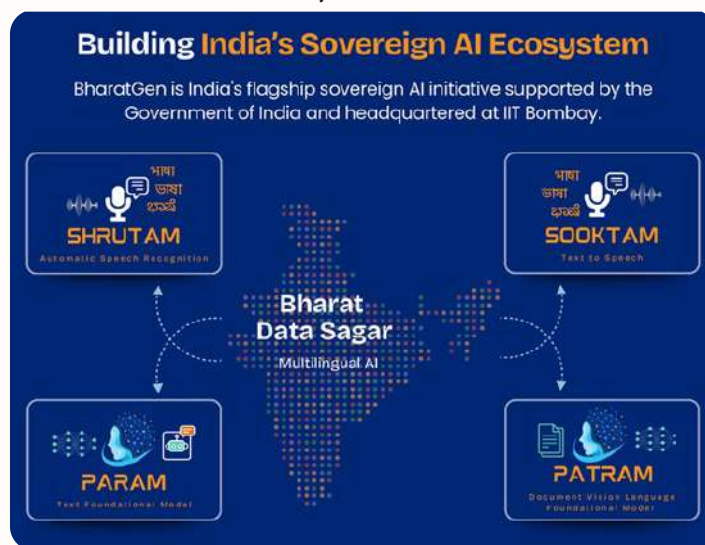 Building India's Sovereign AI Ecosystem
BharatGen is India's flagship sovereign AI initiative supported by the
Government of India and headquartered at IIT Bombay.
भाषा
ভাষা
ಭಾಷೆ
SHRUTAM
Automatic Speech Recognition
भाषा
ভাষা
ಭಾಷೆ
SOOKTAM
Text to Speech
Bharat
Data Sagar
Multilingual AI
PARAM
Text Foundational Model
PATRAM
Document Vision Language
Foundational Model